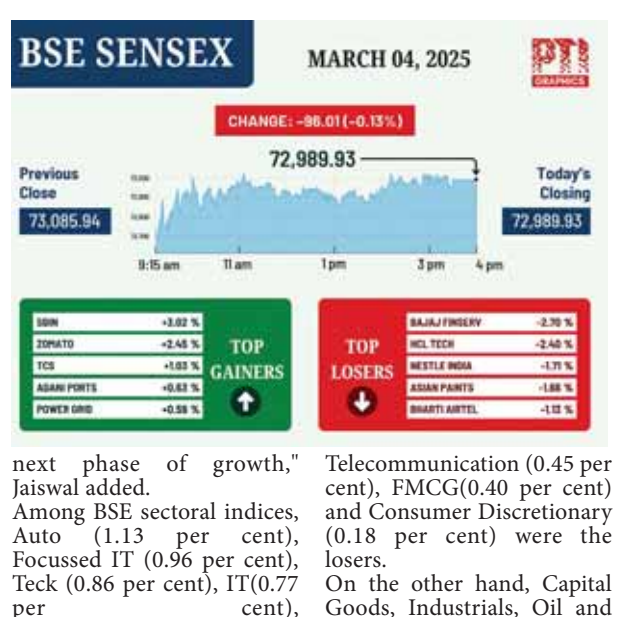 BSE SENSEX
MARCH 04, 2025
PTI
GRAPHICS
CHANGE: -96.01 (-0.13%)
72,989.93
Previous
Close
73,085.94
Today's
Closing
72,989.93
9:15 am 11 am 1 pm 3 pm 4 pm
TOP
GAINERS
SBIN +3.02 %
ZOMATO +2.45 %
TCS +1.03 %
ADANI PORTS +0.63 %
POWER GRID +0.59 %
TOP
LOSERS
BAJAJ FINSERV -2.70 %
HCL TECH -2.40 %
NESTLE INDIA -1.71 %
ASIAN PAINTS -1.68 %
BHARTI AIRTEL -1.12 %
next phase of growth,"
Jaiswal added.
Among BSE sectoral indices,
Auto (1.13 per cent),
Focussed IT (0.96 per cent),
Teck (0.86 per cent), IT(0.77
per cent),
Telecommunication (0.45 per
cent), FMCG(0.40 per cent)
and Consumer Discretionary
(0.18 per cent) were the
losers.
On the other hand, Capital
Goods, Industrials, Oil and